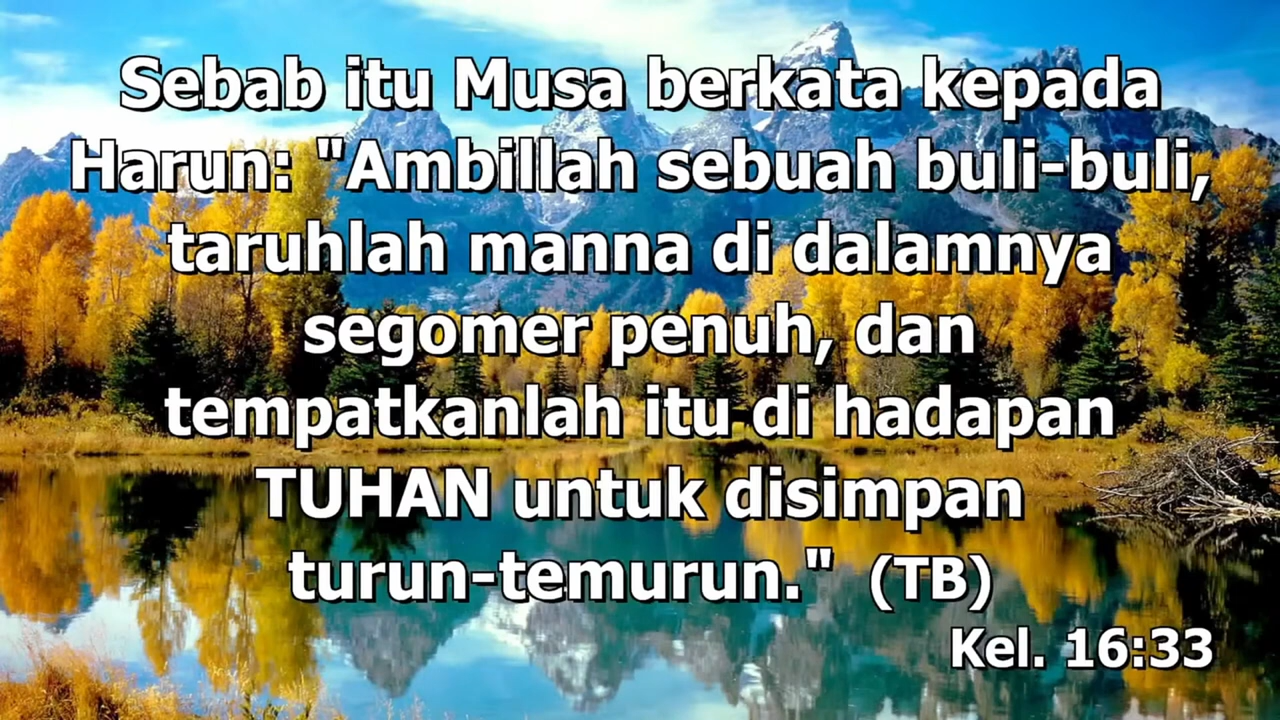 Sebab itu Musa berkata kepada
Harun: "Ambillah sebuah buli-buli,
taruhlah manna di dalamnya
segomer penuh, dan
tempatkanlah itu di hadapan
TUHAN untuk disimpan
turun-temurun." (TB)
Kel. 16:33